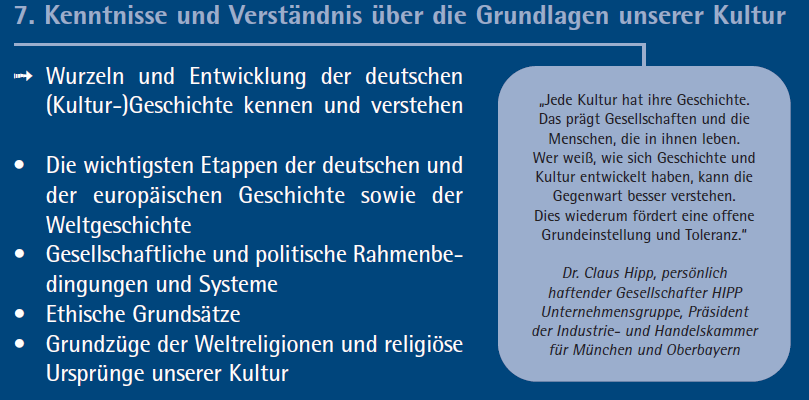 7. Kenntnisse und Verständnis über die Grundlagen unserer Kultur
➟ Wurzeln und Entwicklung der deutschen
(Kultur-)Geschichte kennen und verstehen
• Die wichtigsten Etappen der deutschen und
der europäischen Geschichte sowie der
Weltgeschichte
• Gesellschaftliche und politische Rahmenbe-
dingungen und Systeme
• Ethische Grundsätze
• Grundzüge der Weltreligionen und religiöse
Ursprünge unserer Kultur
„Jede Kultur hat ihre Geschichte.
Das prägt Gesellschaften und die
Menschen, die in ihnen leben.
Wer weiß, wie sich Geschichte und
Kultur entwickelt haben, kann die
Gegenwart besser verstehen.
Dies wiederum fördert eine offene
Grundeinstellung und Toleranz.“
Dr. Claus Hipp, persönlich
haftender Gesellschafter HIPP
Unternehmensgruppe, Präsident
der Industrie- und Handelskammer
für München und Oberbayern